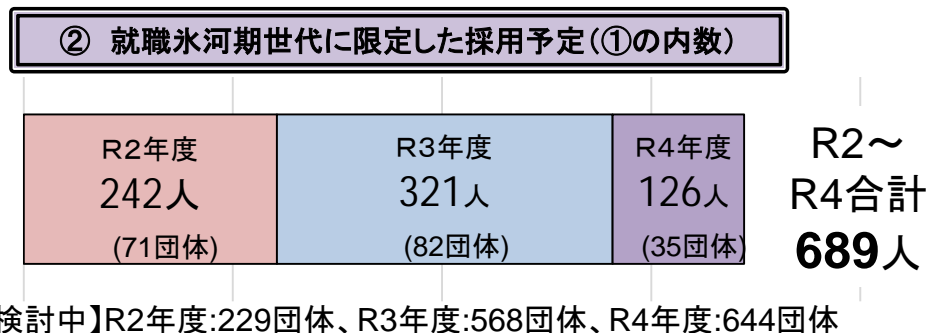 ② 就職氷河期世代に限定した採用予定(①の内数)
R2年度
242人
(71団体)
R3年度
321人
(82団体)
R4年度
126人
(35団体)
R2～
R4合計
689人
検討中】R2年度:229団体、R3年度:568団体、R4年度:644団体